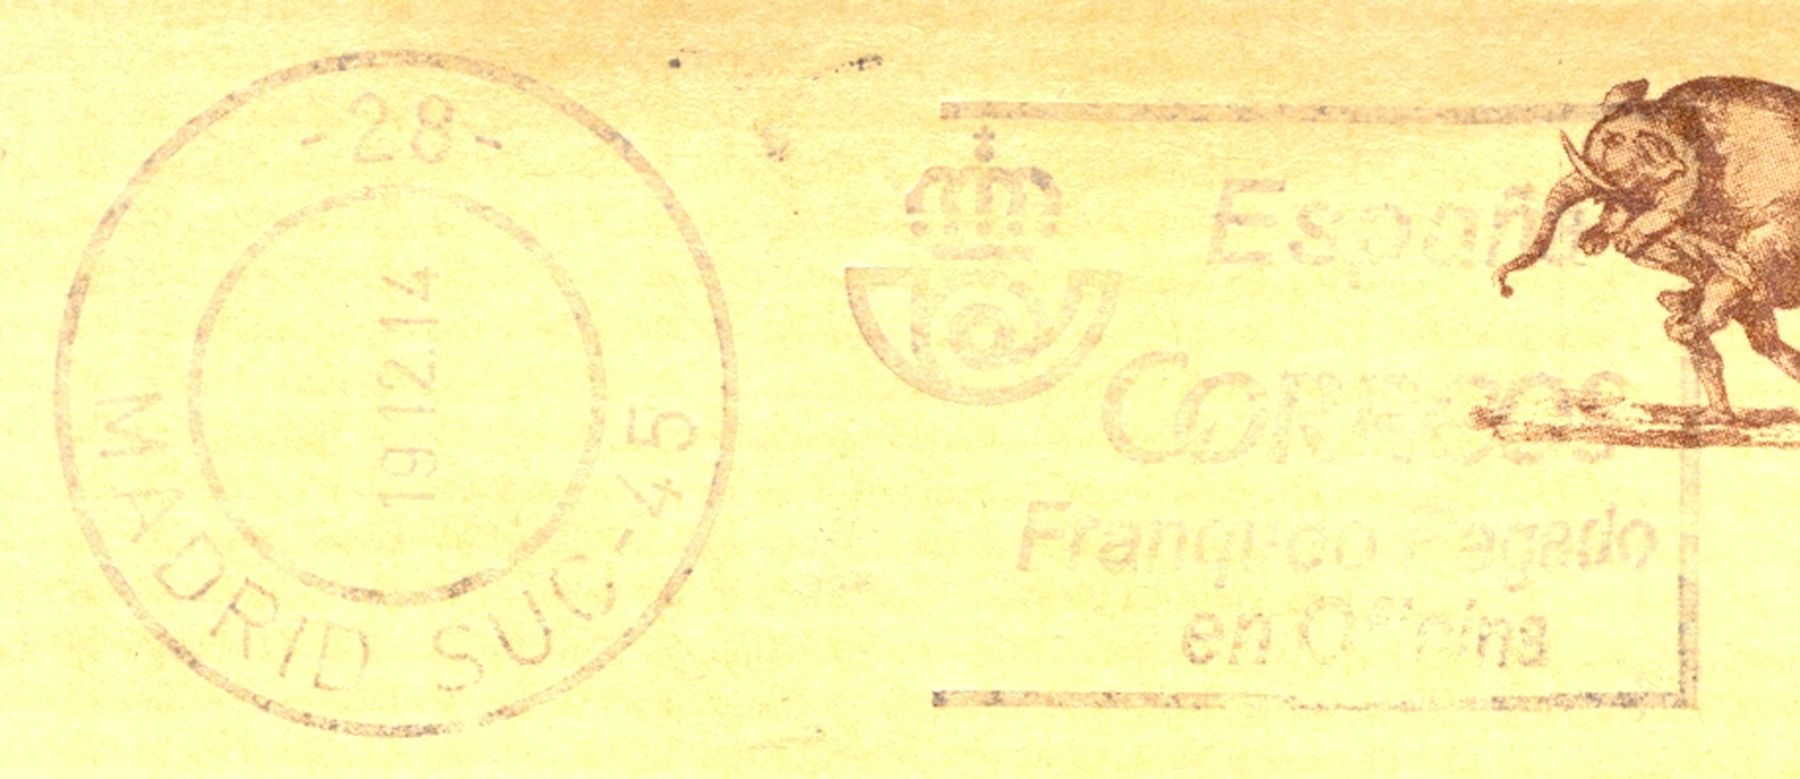 -28-
MADRID SUC-45
19 12.14
España
CORREOS
Franqueo Pagado
en Oficina